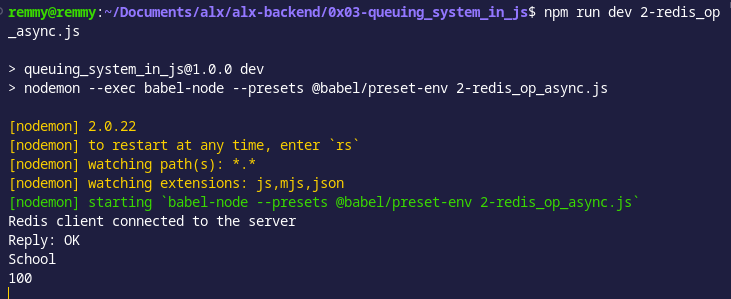 remmy@remmy:~/Documents/alx/alx-backend/0x03-queuing_system_in_js$ npm run dev 2-redis_op
_async.js
> queuing_system_in_js@1.0.0 dev
> nodemon --exec babel-node --presets @babel/preset-env 2-redis_op_async.js
[nodemon] 2.0.22
[nodemon] to restart at any time, enter `rs`
[nodemon] watching path(s): *.*
[nodemon] watching extensions: js,mjs,json
[nodemon] starting `babel-node --presets @babel/preset-env 2-redis_op_async.js`
Redis client connected to the server
Reply: OK
School
100